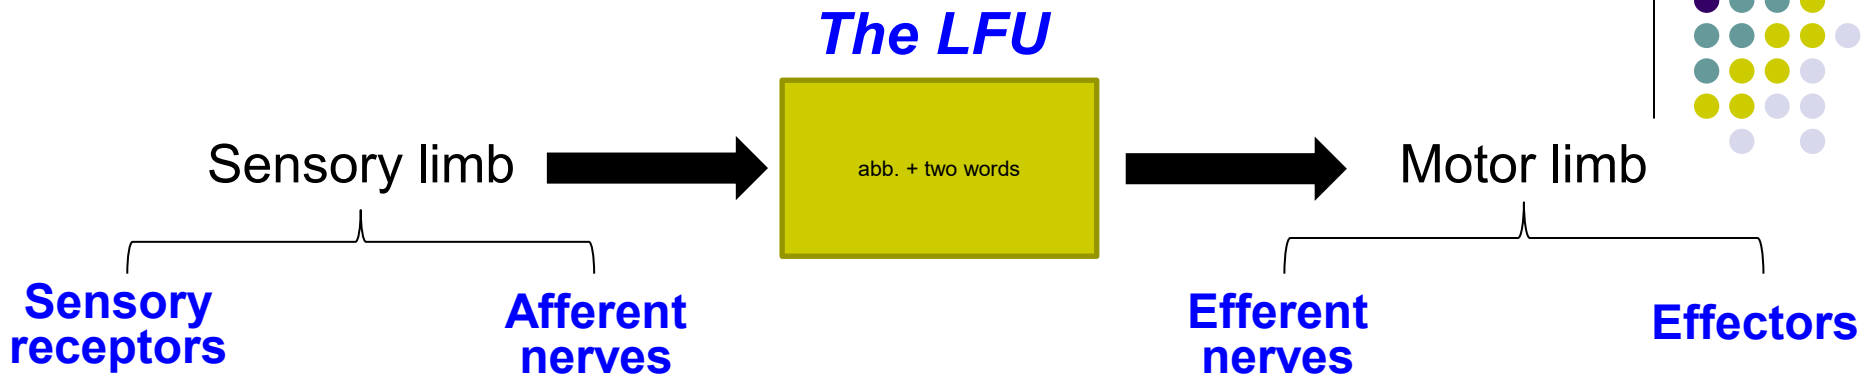 The LFU
Sensory limb
abb. + two words
Motor limb
Sensory
receptors
Afferent
nerves
Efferent
nerves
Effectors